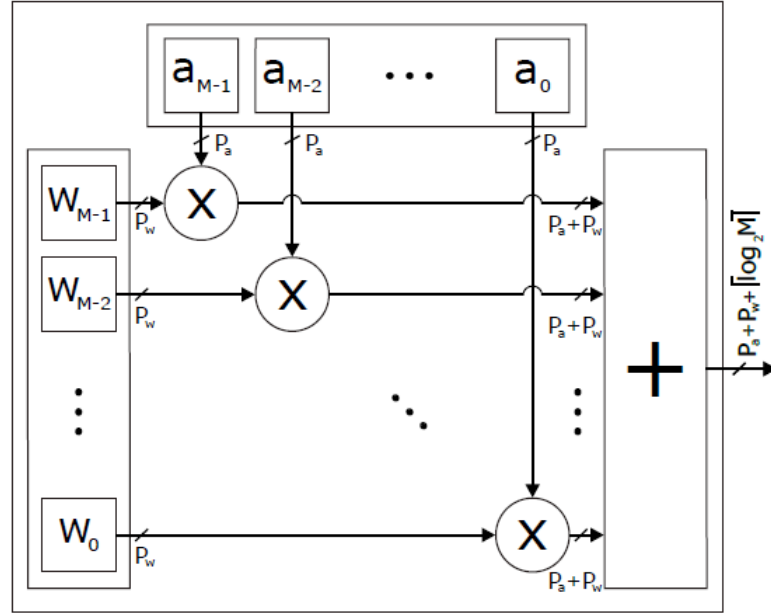 a_{M-1} a_{M-2} ••• a_0
P_a P_a P_a
W_{M-1} P_w X P_a+P_w
W_{M-2} P_w X P_a+P_w
+
P_a+P_w+⌈log_2M⌉
W_0 P_w X P_a+P_w